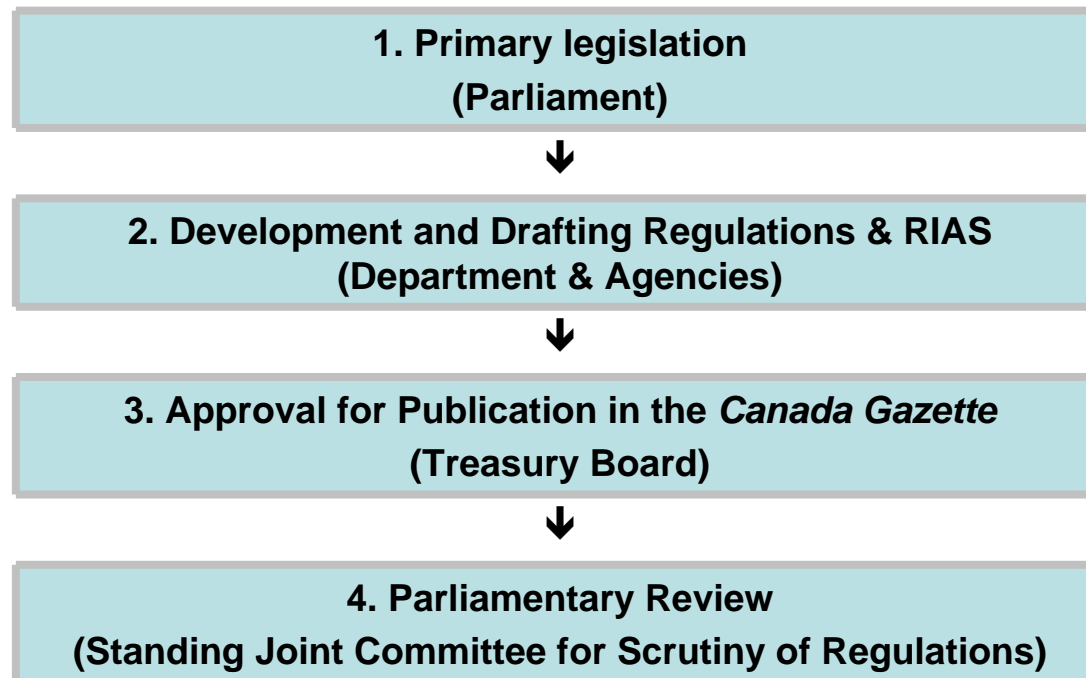 1. Primary legislation
(Parliament)
2. Development and Drafting Regulations & RIAS
(Department & Agencies)
3. Approval for Publication in the Canada Gazette
(Treasury Board)
4. Parliamentary Review
(Standing Joint Committee for Scrutiny of Regulations)